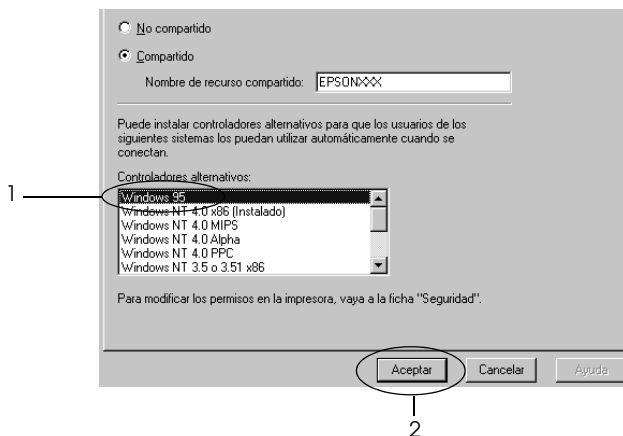 No compartido
Compartido
Nombre de recurso compartido: EPSONXXX
Puede instalar controladores alternativos para que los usuarios de los
siguientes sistemas los puedan utilizar automáticamente cuando se
conectan.
Controladores alternativos:
1
Windows 95
Windows NT 4.0 x86 (Instalado)
Windows NT 4.0 MIPS
Windows NT 4.0 Alpha
Windows NT 4.0 PPC
Windows NT 3.5 o 3.51 x86
Para modificar los permisos en la impresora, vaya a la ficha "Seguridad".
Aceptar Cancelar Ayuda
2